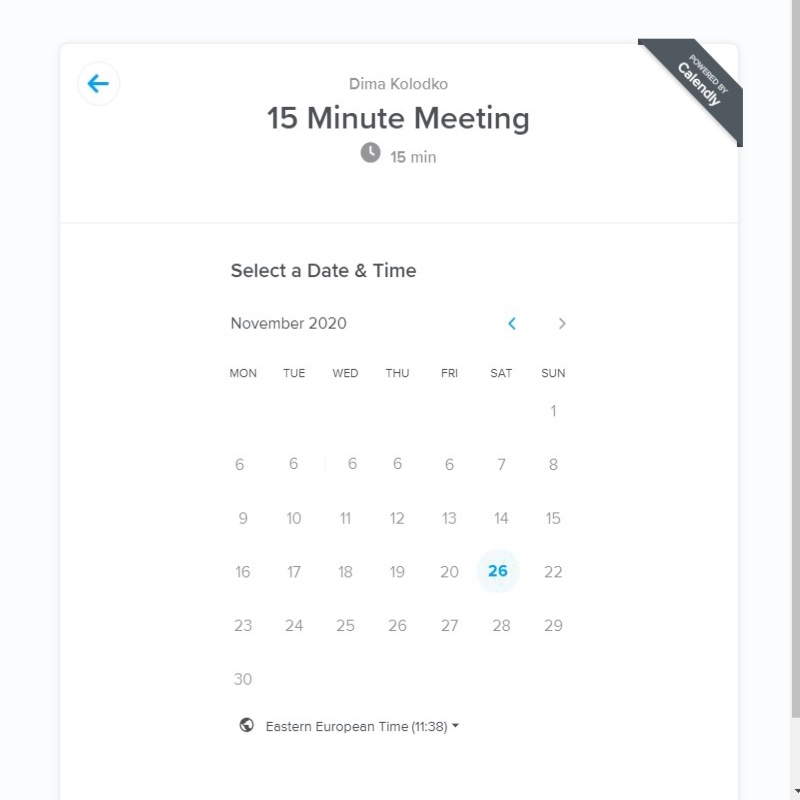 POWERED BY
Calendly
Dima Kolodko
15 Minute Meeting
15 min
Select a Date & Time
November 2020
MON TUE WED THU FRI SAT SUN
1
6 6 6 6 6 7 8
9 10 11 12 13 14 15
16 17 18 19 20 26 22
23 24 25 26 27 28 29
30
Eastern European Time (11:38)